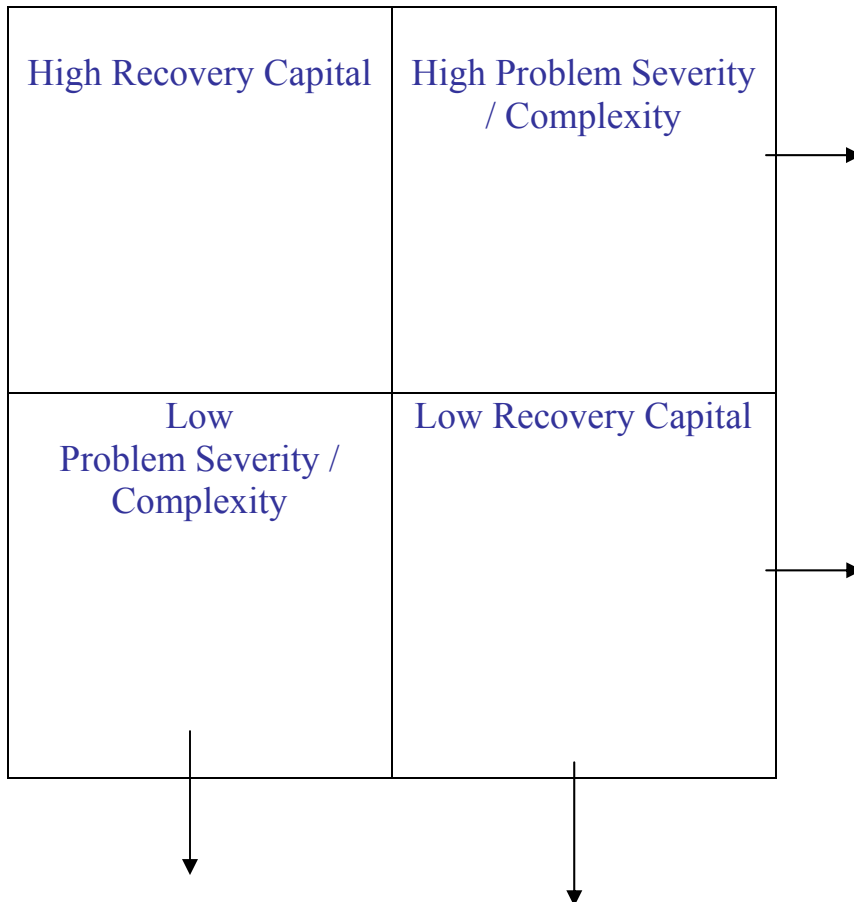 High Recovery Capital
High Problem Severity
/ Complexity
Low
Problem Severity /
Complexity
Low Recovery Capital